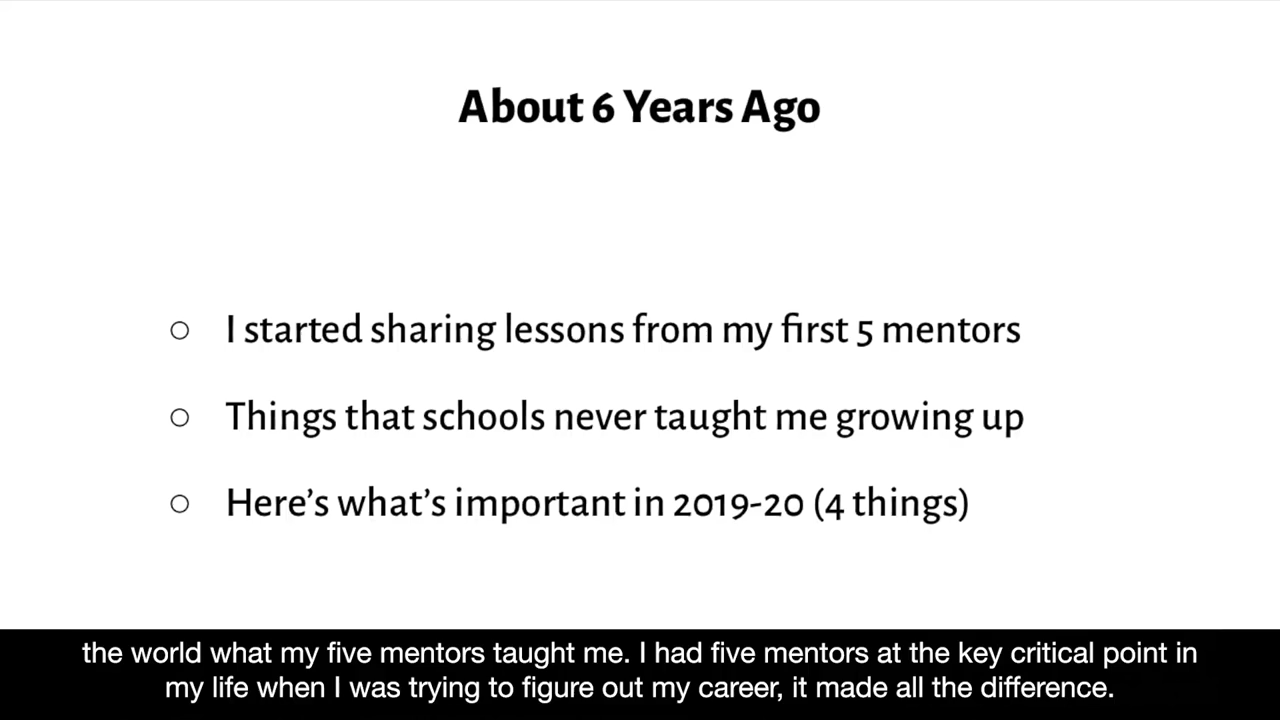 About 6 Years Ago
○ I started sharing lessons from my first 5 mentors
○ Things that schools never taught me growing up
○ Here’s what’s important in 2019-20 (4 things)
the world what my five mentors taught me. I had five mentors at the key critical point in
my life when I was trying to figure out my career, it made all the difference.